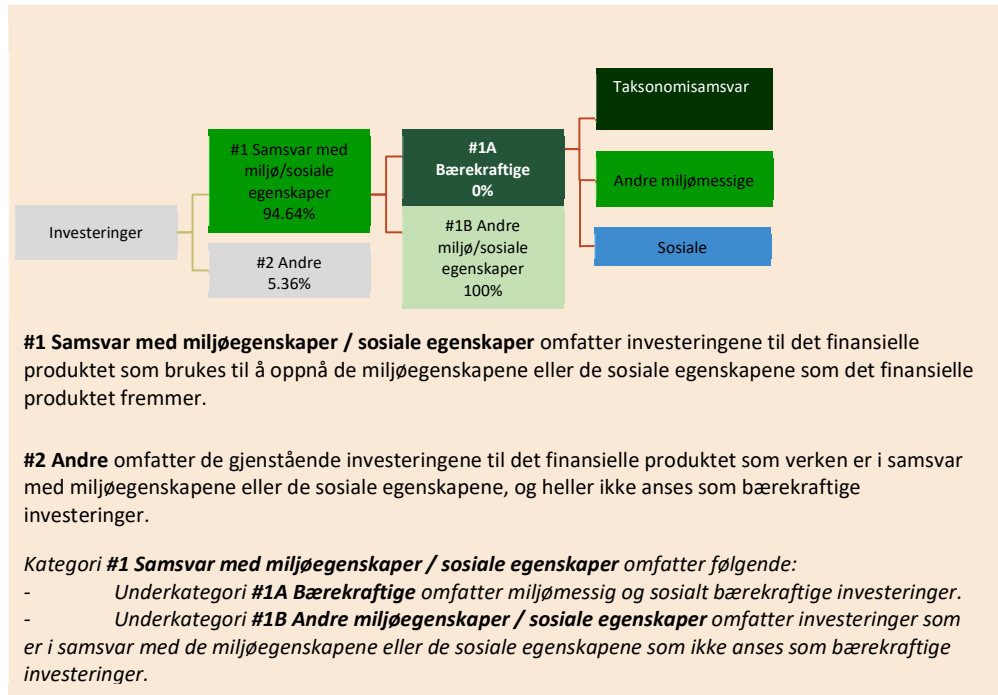 Taksonomisamsvar
#1 Samsvar med
miljø/sosiale
egenskaper
94.64%
#1A
Bærekraftige
0%
Andre miljømessige
Investeringer
#1B Andre
miljø/sosiale
egenskaper
100%
Sosiale
#2 Andre
5.36%
#1 Samsvar med miljøegenskaper / sosiale egenskaper omfatter investeringene til det finansielle
produktet som brukes til å oppnå de miljøegenskapene eller de sosiale egenskapene som det finansielle
produktet fremmer.
#2 Andre omfatter de gjenstående investeringene til det finansielle produktet som verken er i samsvar
med miljøegenskapene eller de sosiale egenskapene, og heller ikke anses som bærekraftige
investeringer.
Kategori #1 Samsvar med miljøegenskaper / sosiale egenskaper omfatter følgende:
- Underkategori #1A Bærekraftige omfatter miljømessig og sosialt bærekraftige investeringer.
- Underkategori #1B Andre miljøegenskaper / sosiale egenskaper omfatter investeringer som
er i samsvar med de miljøegenskapene eller de sosiale egenskapene som ikke anses som bærekraftige
investeringer.